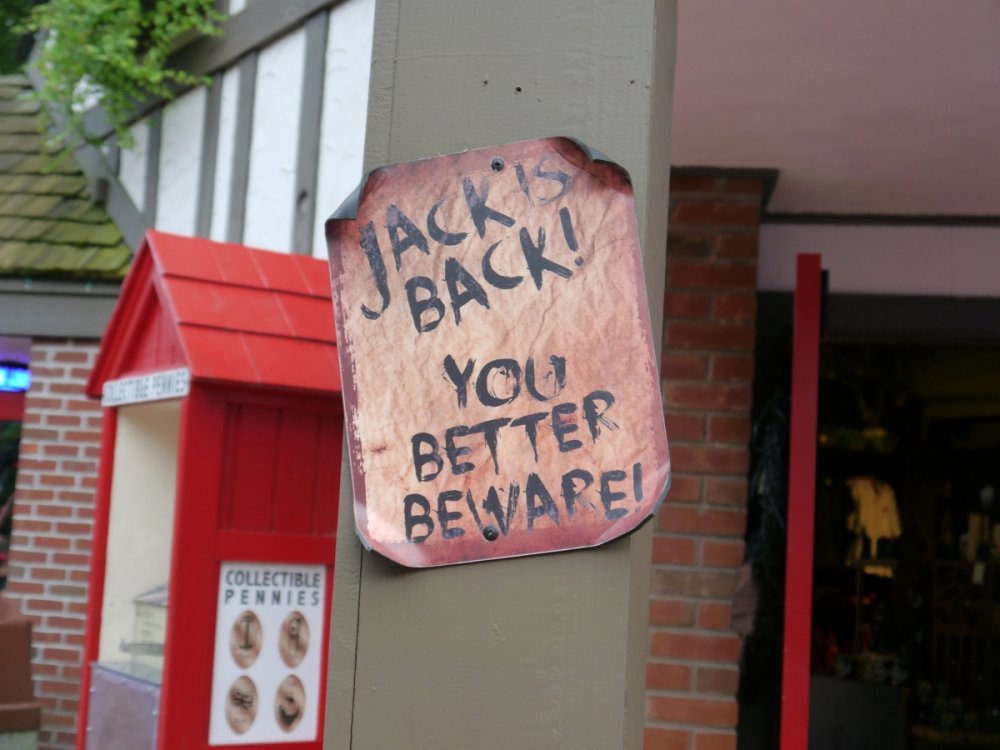 JACK IS
BACK!
YOU
BETTER
BEWARE!
COLLECTIBLE PENNIES
COLLECTIBLE
PENNIES